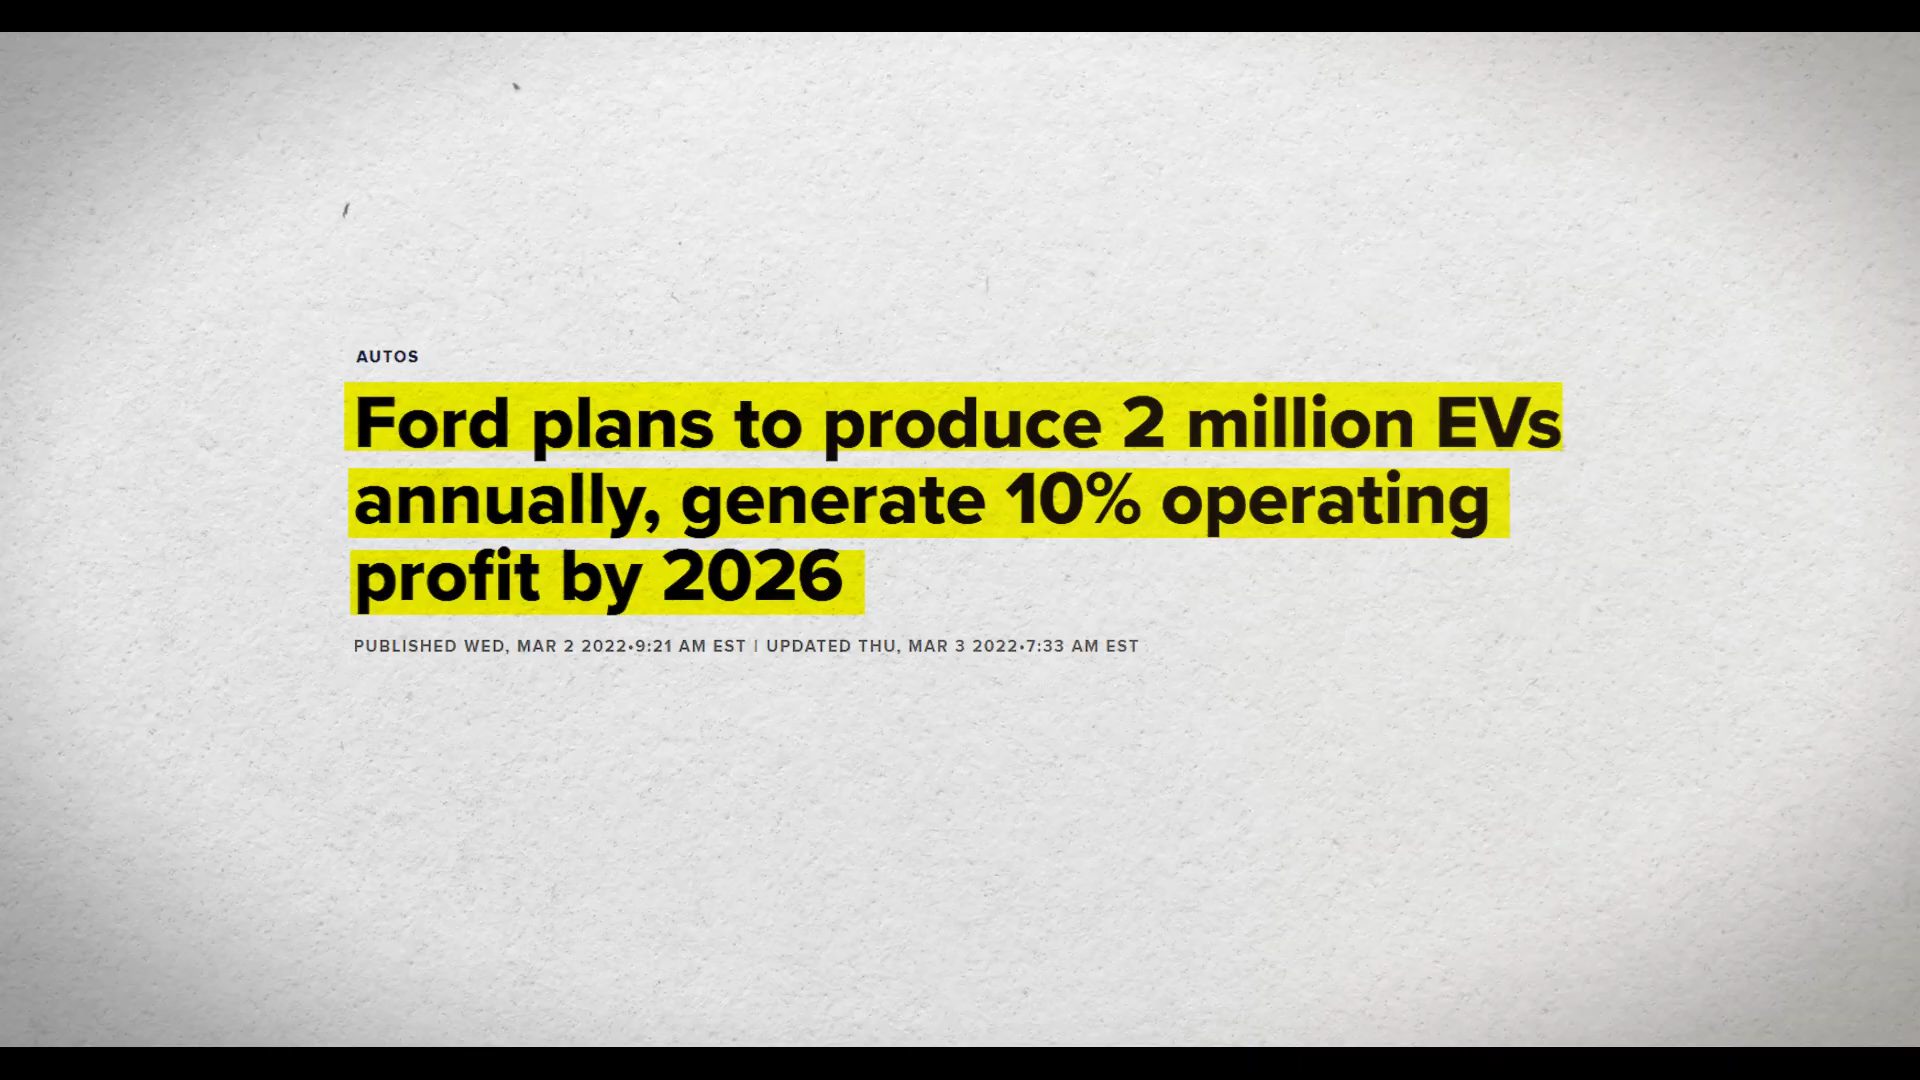 AUTOS
Ford plans to produce 2 million EVs
annually, generate 10% operating
profit by 2026
PUBLISHED WED, MAR 2 2022•9:21 AM EST | UPDATED THU, MAR 3 2022•7:33 AM EST